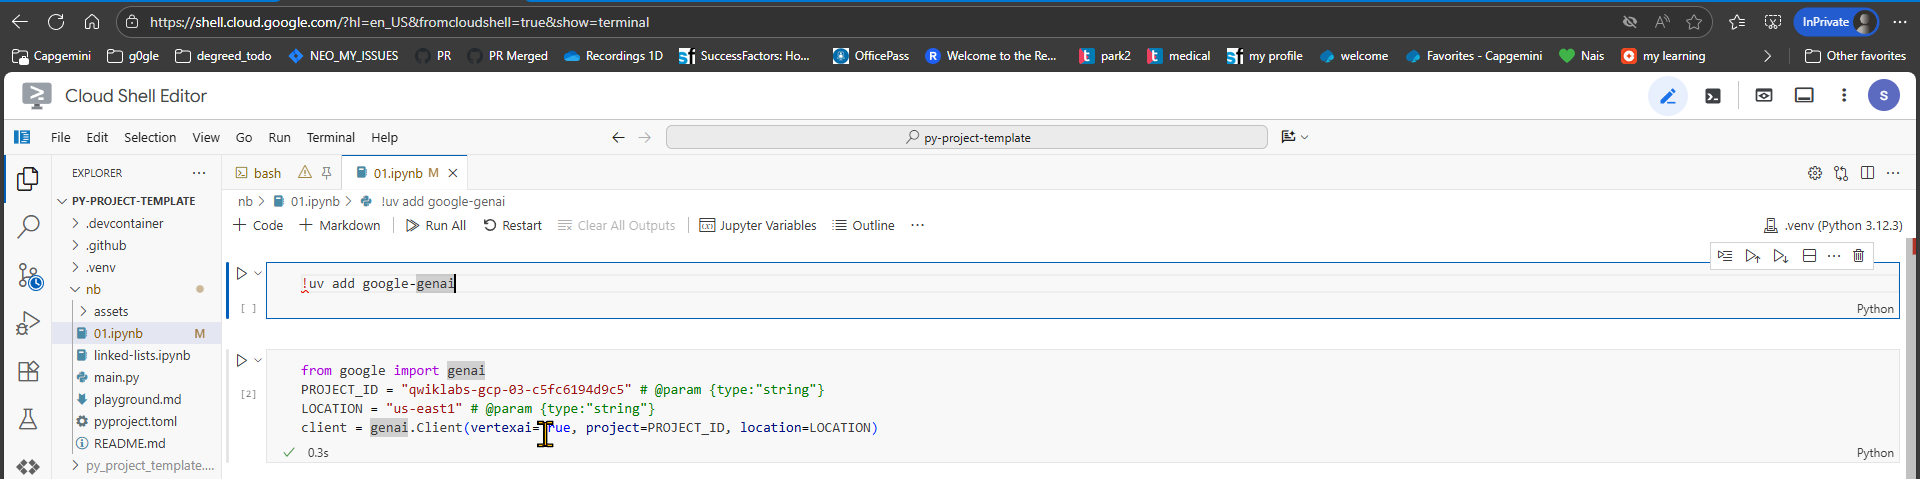 https://shell.cloud.google.com/?hl=en_US&fromcloudshell=true&show=terminal
InPrivate
Capgemini g0gle degreed_todo NEO_MY_ISSUES PR PR Merged Recordings 1D SuccessFactors: Ho... OfficePass Welcome to the Re... park2 medical my profile welcome Favorites - Capgemini Nais my learning Other favorites
Cloud Shell Editor
S
File Edit Selection View Go Run Terminal Help
py-project-template
EXPLORER
bash
01.ipynb M
PY-PROJECT-TEMPLATE
nb > 01.ipynb > !uv add google-genai
.devcontainer
Code Markdown Run All Restart Clear All Outputs Jupyter Variables Outline
.venv (Python 3.12.3)
.github
.venv
nb
!uv add google-genai
[ ]
Python
assets
01.ipynb M
linked-lists.ipynb
main.py
playground.md
pyproject.toml
README.md
py_project_template....
from google import genai
[2]
PROJECT_ID = "qwiklabs-gcp-03-c5fc6194d9c5" # @param {type:"string"}
LOCATION = "us-east1" # @param {type:"string"}
client = genai.Client(vertexai=True, project=PROJECT_ID, location=LOCATION)
0.3s
Python